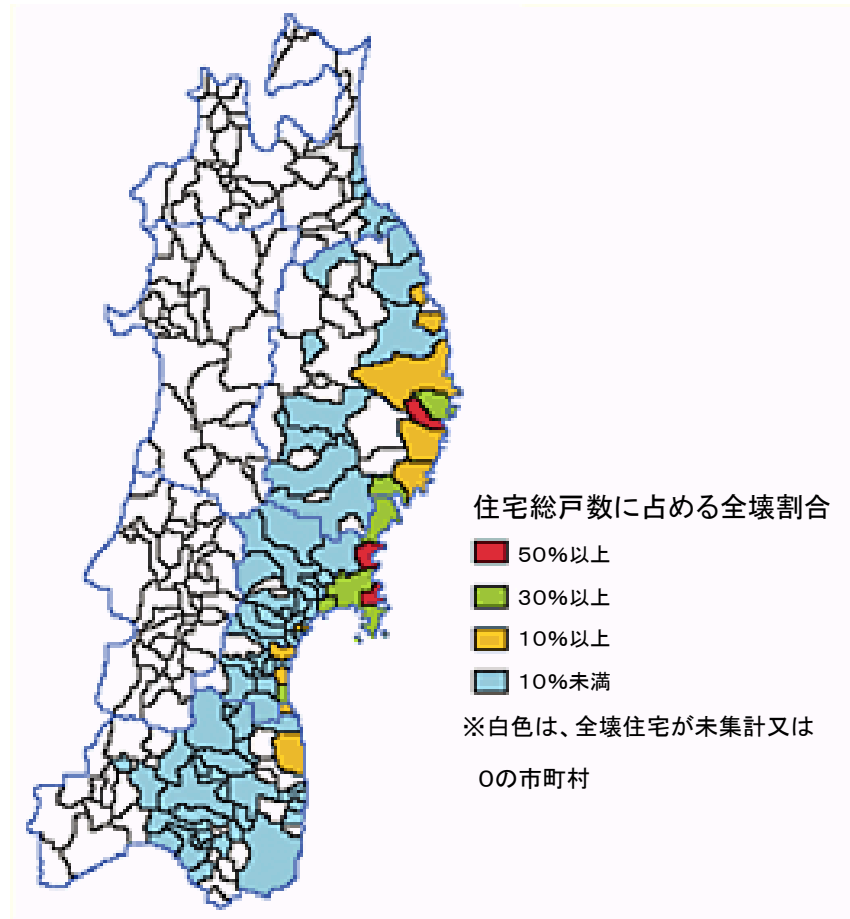 住宅総戸数に占める全壊割合
50%以上
30%以上
10%以上
10%未満
※白色は、全壊住宅が未集計又は
0の市町村